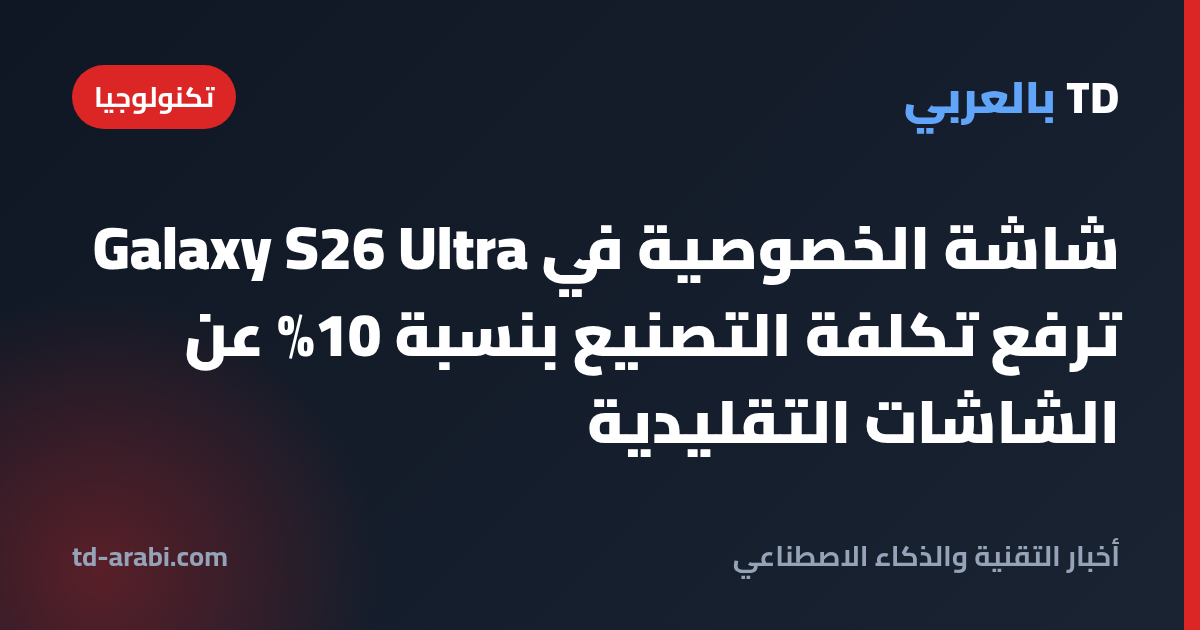 TD بالعربي
تكنولوجيا
شاشة الخصوصية في Galaxy S26 Ultra
ترفع تكلفة التصنيع بنسبة 10% عن
الشاشات التقليدية
أخبار التقنية والذكاء الاصطناعي
td-arabi.com